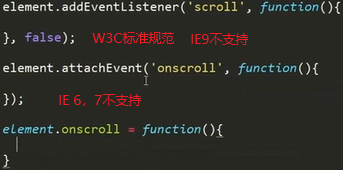 element.addEventListener('scroll', function(){
}, false); W3C标准规范 IE9不支持
element.attachEvent('onscroll', function(){
}); IE 6，7不支持
element.onscroll = function(){
}